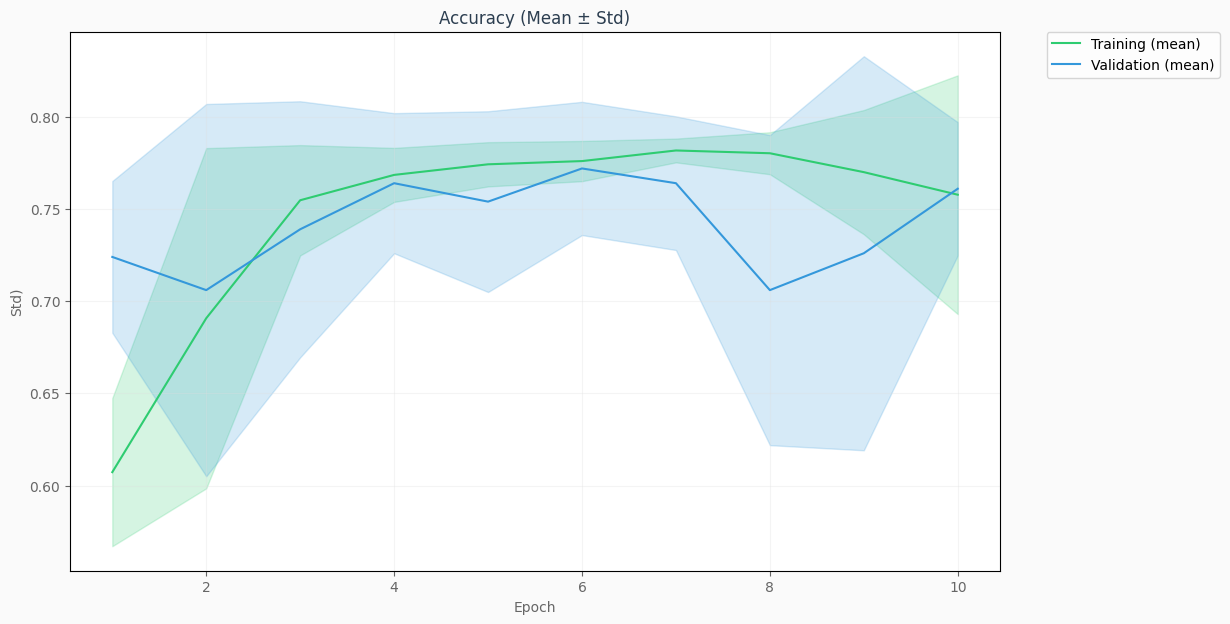 Accuracy (Mean ± Std)
Training (mean)
Validation (mean)
0.80
0.75
0.70
0.65
0.60
Std)
2
4
6
8
10
Epoch